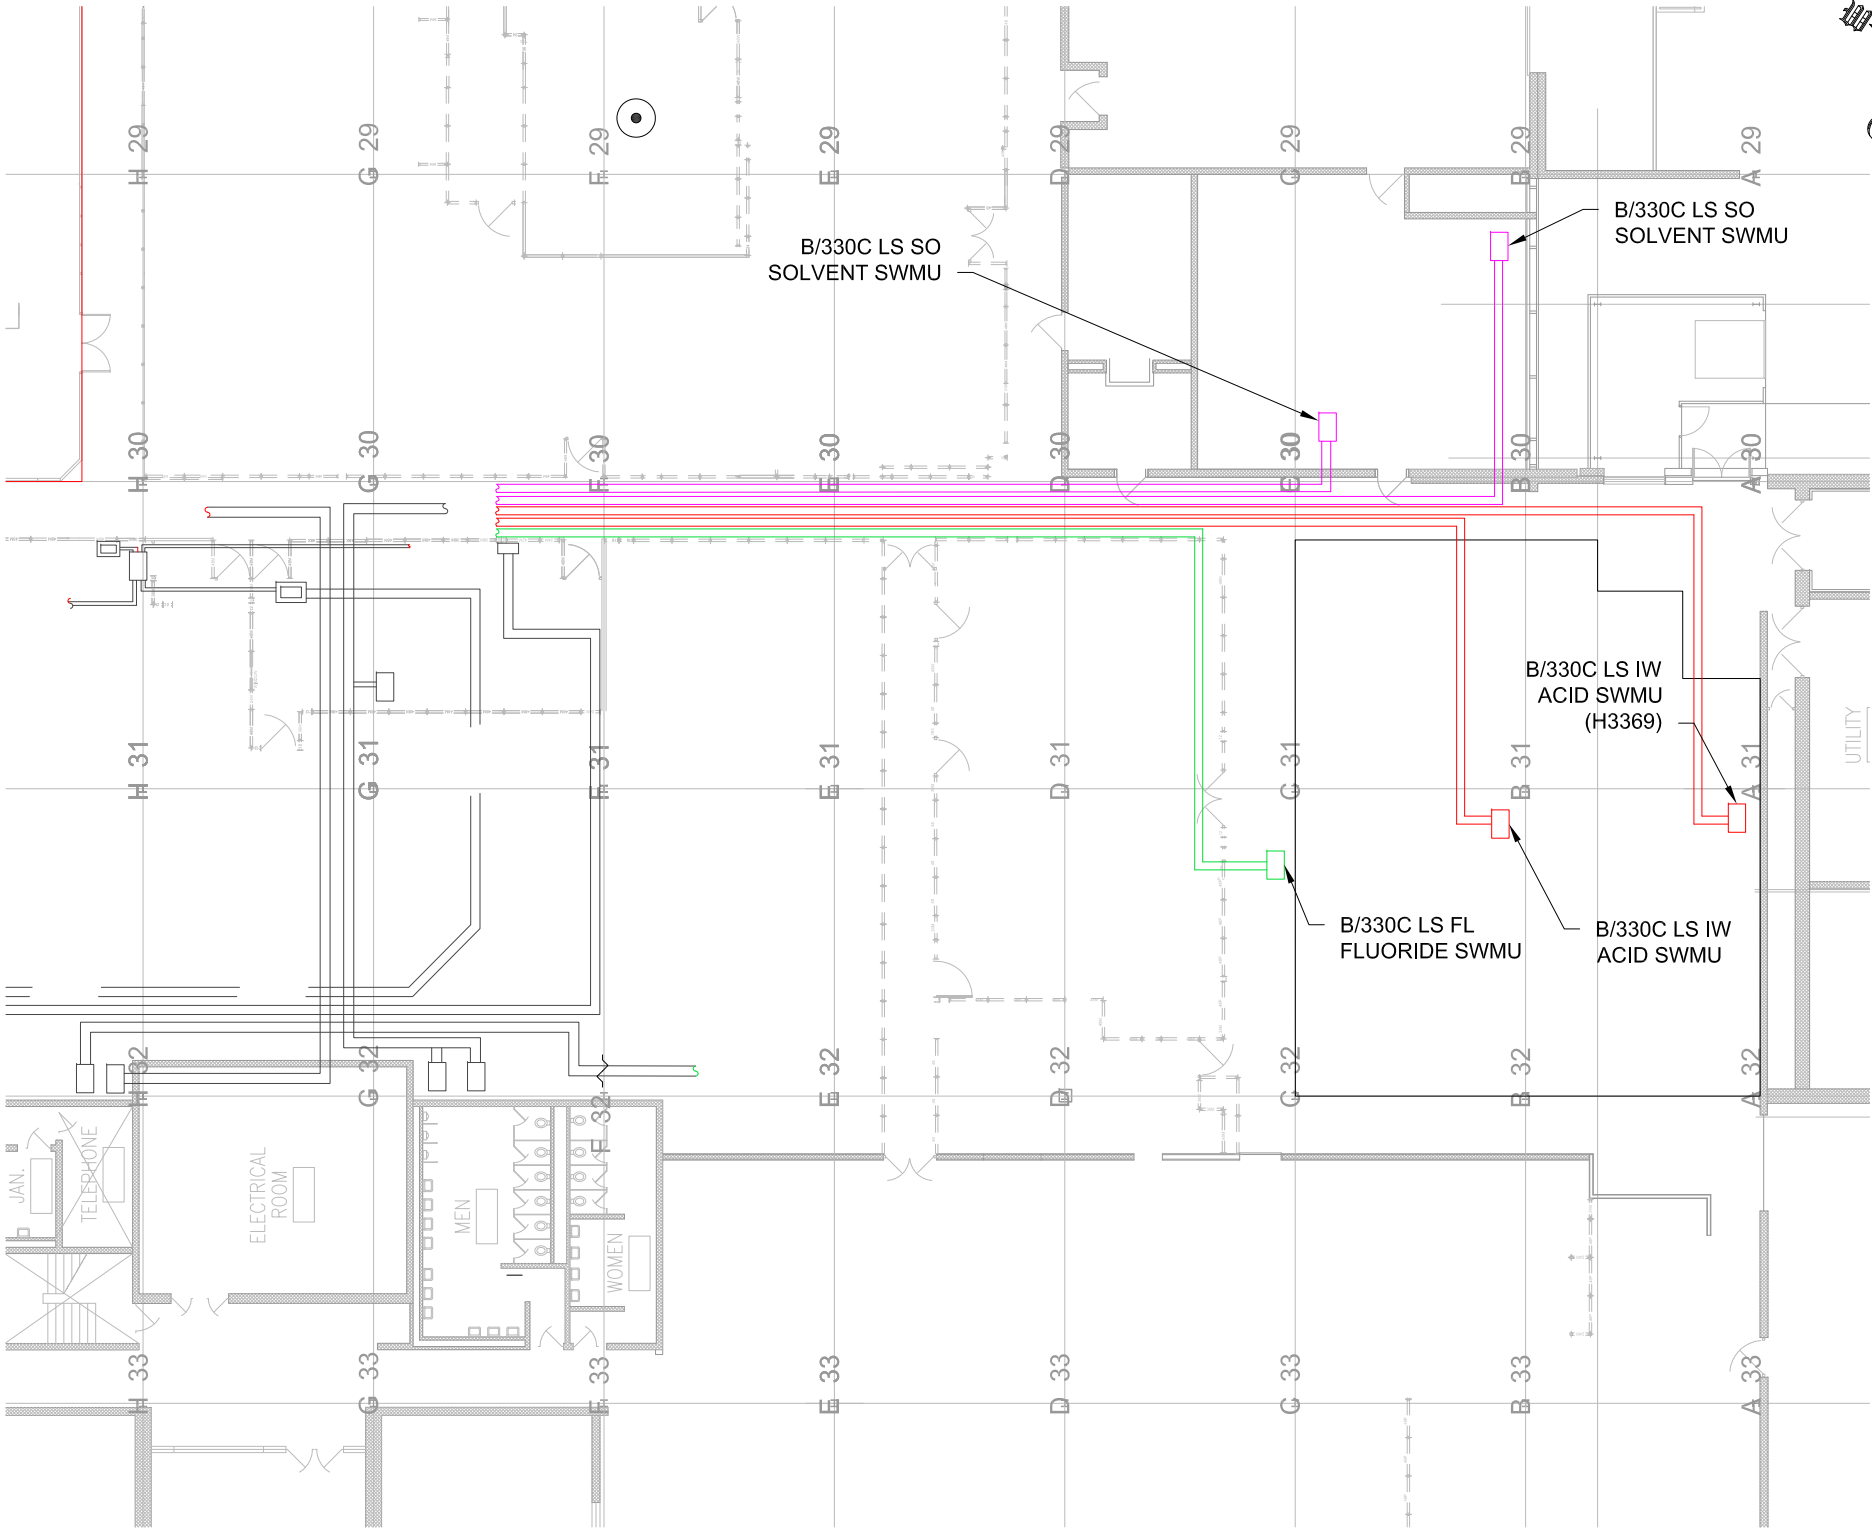 H 29
G 29
F 29
E 29
D 29
C 29
B 29
A 29
B/330C LS SO
SOLVENT SWMU
B/330C LS SO
SOLVENT SWMU
H 30
G 30
F 30
E 30
D 30
C 30
B 30
A 30
B/330C LS IW
ACID SWMU
(H3369)
UTILITY
H 31
G 31
F 31
E 31
D 31
C 31
B 31
A 31
B/330C LS FL
FLUORIDE SWMU
B/330C LS IW
ACID SWMU
H 32
G 32
F 32
E 32
D 32
C 32
B 32
A 32
JAN.
TELEPHONE
ELECTRICAL
ROOM
MEN
WOMEN
H 33
G 33
F 33
E 33
D 33
C 33
B 33
A 33